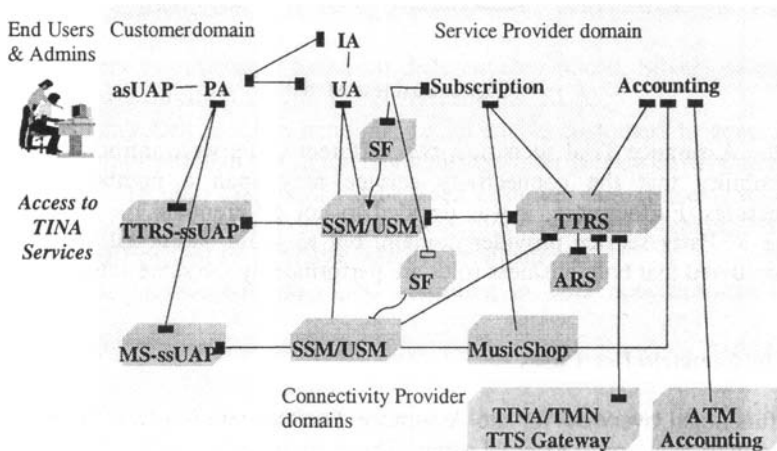 End Users
& Admins
Customerdomain
IA
Service Provider domain
asUAP
PA
UA
Subscription
Accounting
SF
Access to
TINA
Services
TTRS-ssUAP
SSM/USM
TTRS
SF
ARS
MS-ssUAP
SSM/USM
MusicShop
Connectivity Provider
domains
TINA/TMN
TTS Gateway
ATM
Accounting